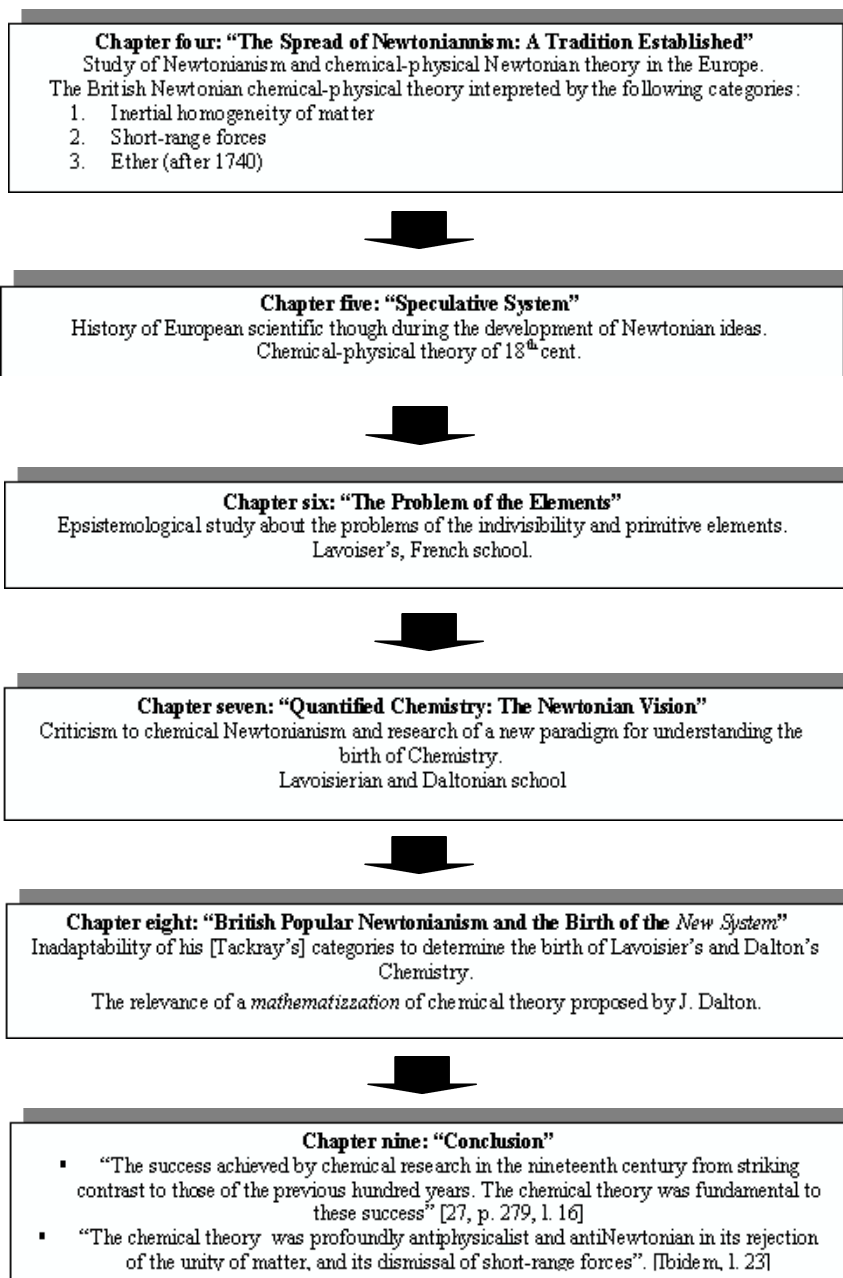 Chapter four: “The Spread of Newtoniannism: A Tradition Established”
Study of Newtonianism and chemical-physical Newtonian theory in the Europe.
The British Newtonian chemical-physical theory interpreted by the following categories:
1. Inertial homogeneity of matter
2. Short-range forces
3. Ether (after 1740)
Chapter five: “Speculative System”
History of European scientific though during the development of Newtonian ideas.
Chemical-physical theory of 18th cent.
Chapter six: “The Problem of the Elements”
Epsistemological study about the problems of the indivisibility and primitive elements.
Lavoiser’s, French school.
Chapter seven: “Quantified Chemistry: The Newtonian Vision”
Criticism to chemical Newtonianism and research of a new paradigm for understanding the
birth of Chemistry.
Lavoisierian and Daltonian school
Chapter eight: “British Popular Newtonianism and the Birth of the New System”
Inadaptability of his [Tackray’s] categories to determine the birth of Lavoisier’s and Dalton’s
Chemistry.
The relevance of a mathematizzation of chemical theory proposed by J. Dalton.
Chapter nine: “Conclusion”
▪ “The success achieved by chemical research in the nineteenth century from striking
contrast to those of the previous hundred years. The chemical theory was fundamental to
these success” [27, p. 279, l. 16]
▪ “The chemical theory was profoundly antiphysicalist and antiNewtonian in its rejection
of the unity of matter, and its dismissal of short-range forces”. [Ibidem, l. 23]